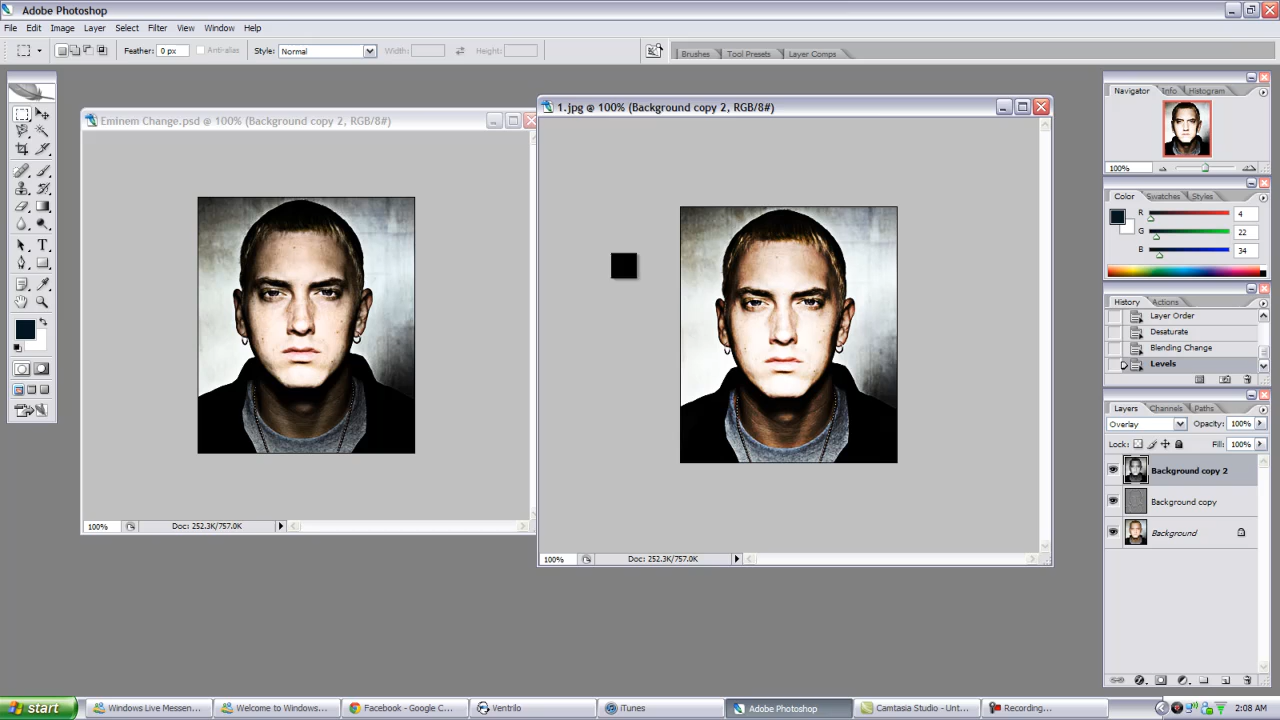 Adobe Photoshop
File Edit Image Layer Select Filter View Window Help
Feather: 0 px Antialias Style: Normal Width: Height: Brushes Tool Presets Layer Comps
Eminem Change.psd @ 100% (Background copy 2, RGB/8#)
1.jpg @ 100% (Background copy 2, RGB/8#)
100% Doc: 252.3K/757.0K
100% Doc: 252.3K/757.0K
Navigator Info Histogram
100%
Color Swatches Styles
R 4
G 22
B 34
History Actions
Layer Order
Desaturate
Blending Change
Levels
Layers Channels Paths
Overlay Opacity: 100%
Lock: Fill: 100%
Background copy 2
Background copy
Background
start Windows Live Messen... Welcome to Windows... Facebook - Google C... Ventrilo iTunes Adobe Photoshop Camtasia Studio - Unt... Recording... 2:08 AM